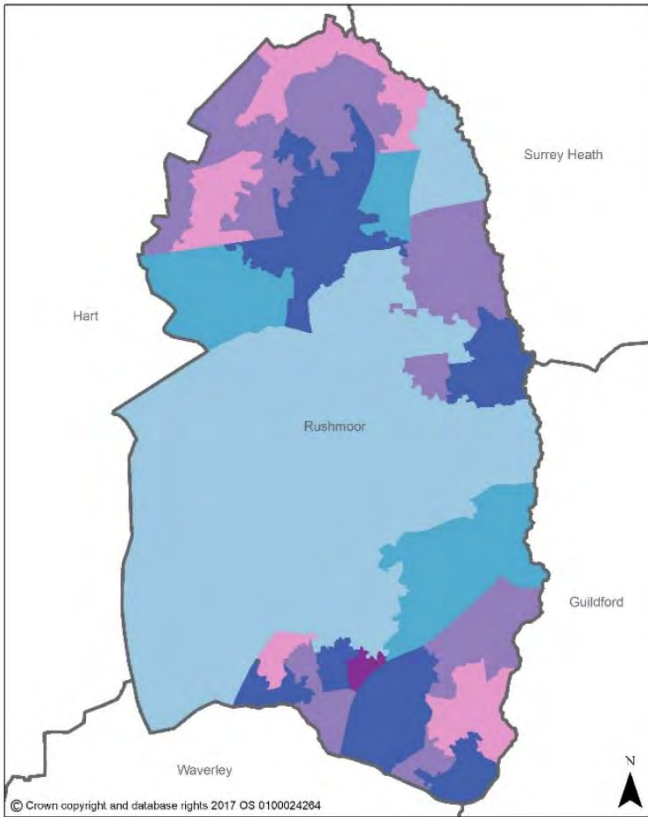 Surrey Heath
Hart
Rushmoor
Guildford
Waverley
N
© Crown copyright and database rights 2017 OS 0100024264